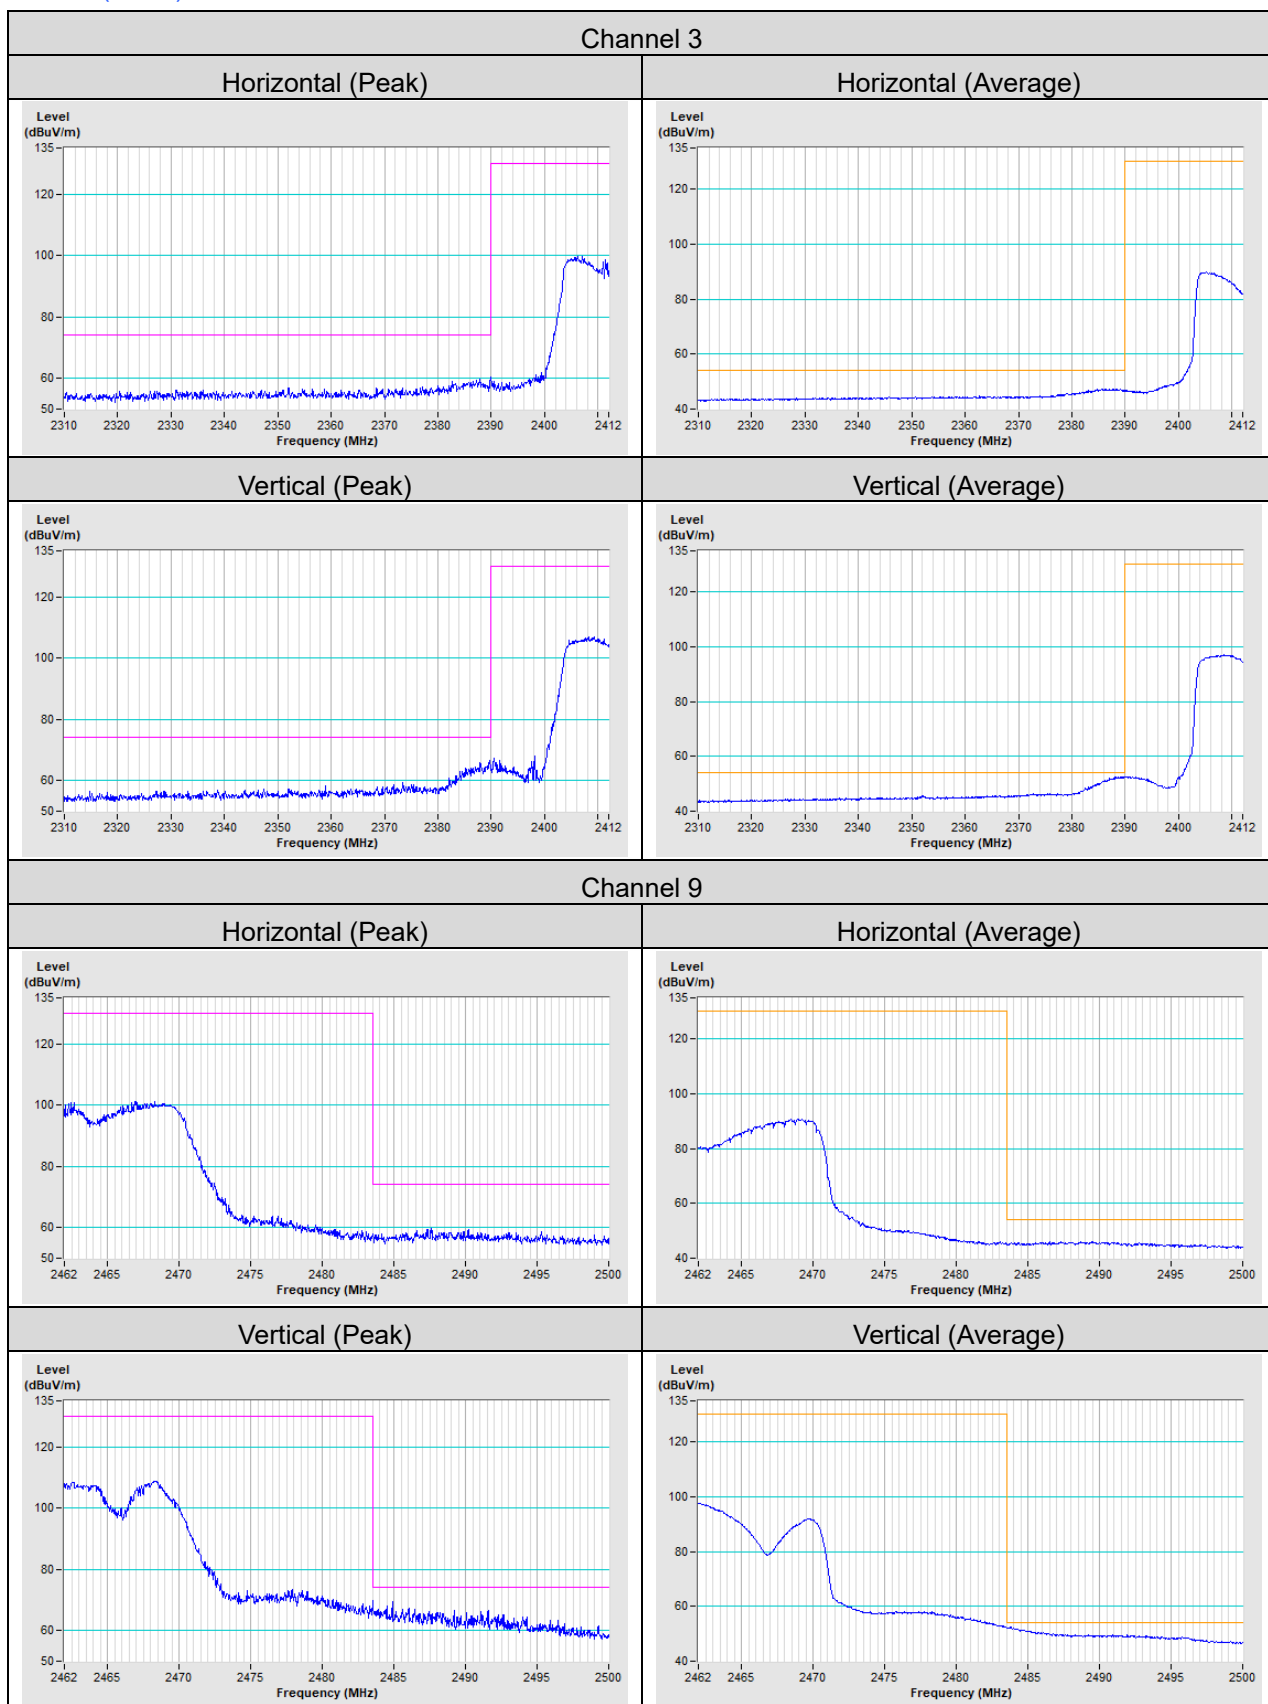 Channel 3
Horizontal (Peak)
Horizontal (Average)
Level
(dBuV/m)
135
120
100
80
60
50
2310 2320 2330 2340 2350 2360 2370 2380 2390 2400 2412
Frequency (MHz)
Level
(dBuV/m)
135
120
100
80
60
40
2310 2320 2330 2340 2350 2360 2370 2380 2390 2400 2412
Frequency (MHz)
Vertical (Peak)
Vertical (Average)
Level
(dBuV/m)
135
120
100
80
60
50
2310 2320 2330 2340 2350 2360 2370 2380 2390 2400 2412
Frequency (MHz)
Level
(dBuV/m)
135
120
100
80
60
40
2310 2320 2330 2340 2350 2360 2370 2380 2390 2400 2412
Frequency (MHz)
Channel 9
Horizontal (Peak)
Horizontal (Average)
Level
(dBuV/m)
135
120
100
80
60
50
2462 2465 2470 2475 2480 2485 2490 2495 2500
Frequency (MHz)
Level
(dBuV/m)
135
120
100
80
60
40
2462 2465 2470 2475 2480 2485 2490 2495 2500
Frequency (MHz)
Vertical (Peak)
Vertical (Average)
Level
(dBuV/m)
135
120
100
80
60
50
2462 2465 2470 2475 2480 2485 2490 2495 2500
Frequency (MHz)
Level
(dBuV/m)
135
120
100
80
60
40
2462 2465 2470 2475 2480 2485 2490 2495 2500
Frequency (MHz)